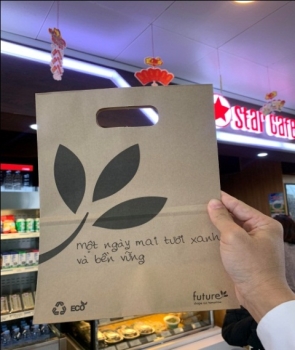 star Cafe
một ngày mai tươi xanh
và bền vững
ECO
future